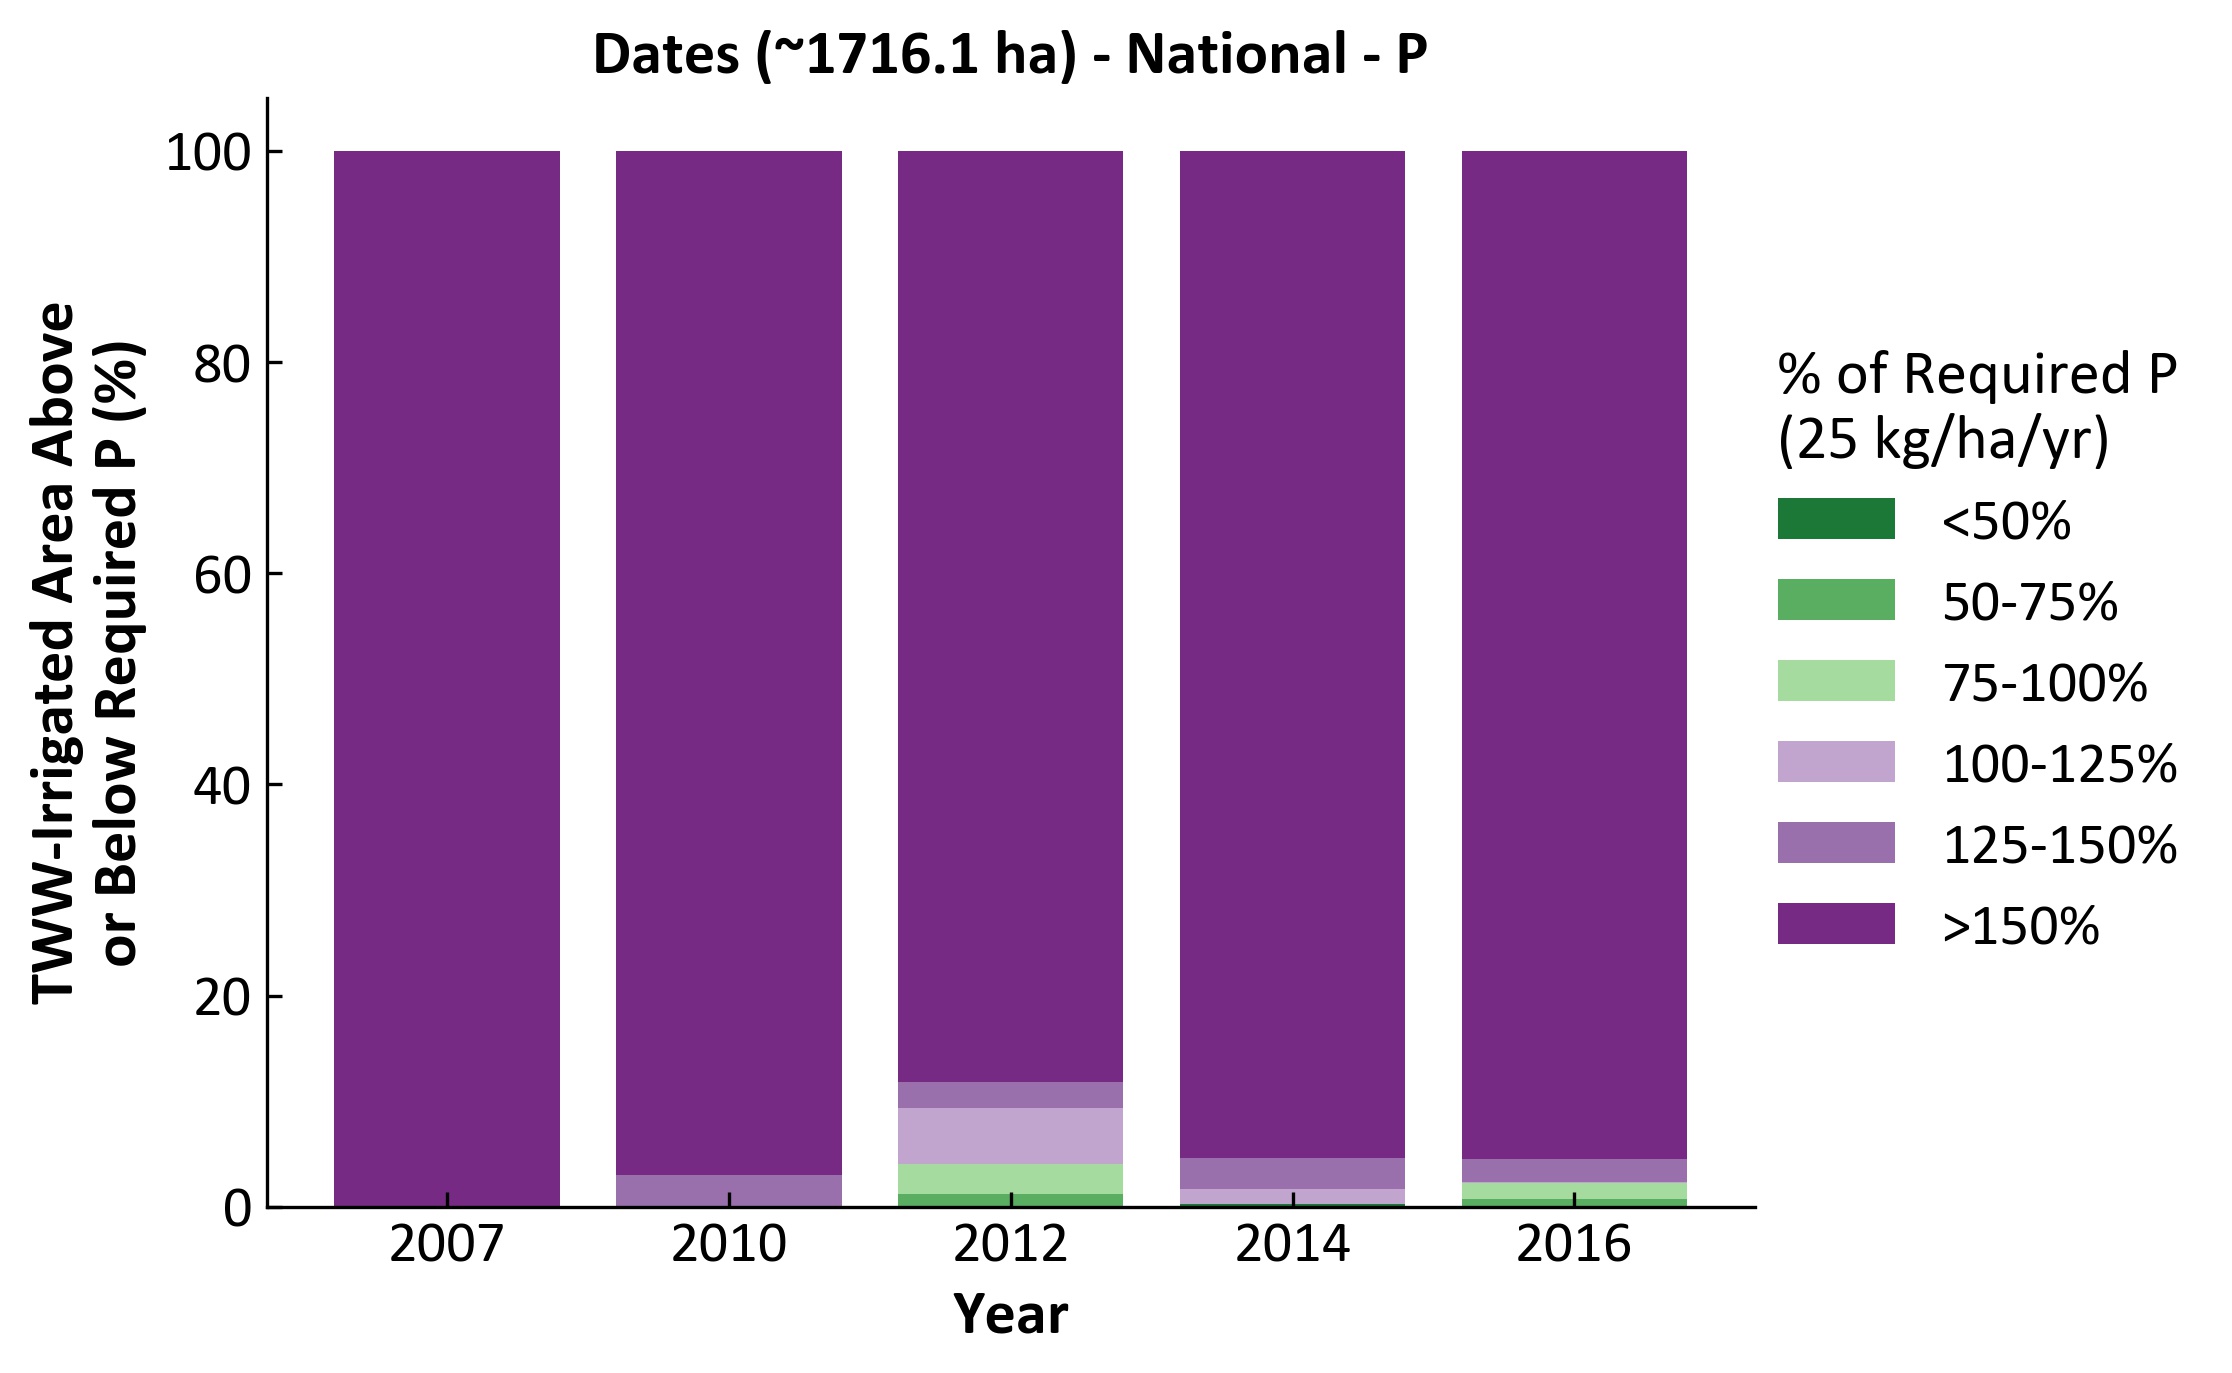 Dates (~1716.1 ha) - National - P
TWW-Irrigated Area Above
or Below Required P (%)
100
80
60
40
20
0
2007
2010
2012
2014
2016
Year
% of Required P
(25 kg/ha/yr)
<50%
50-75%
75-100%
100-125%
125-150%
>150%